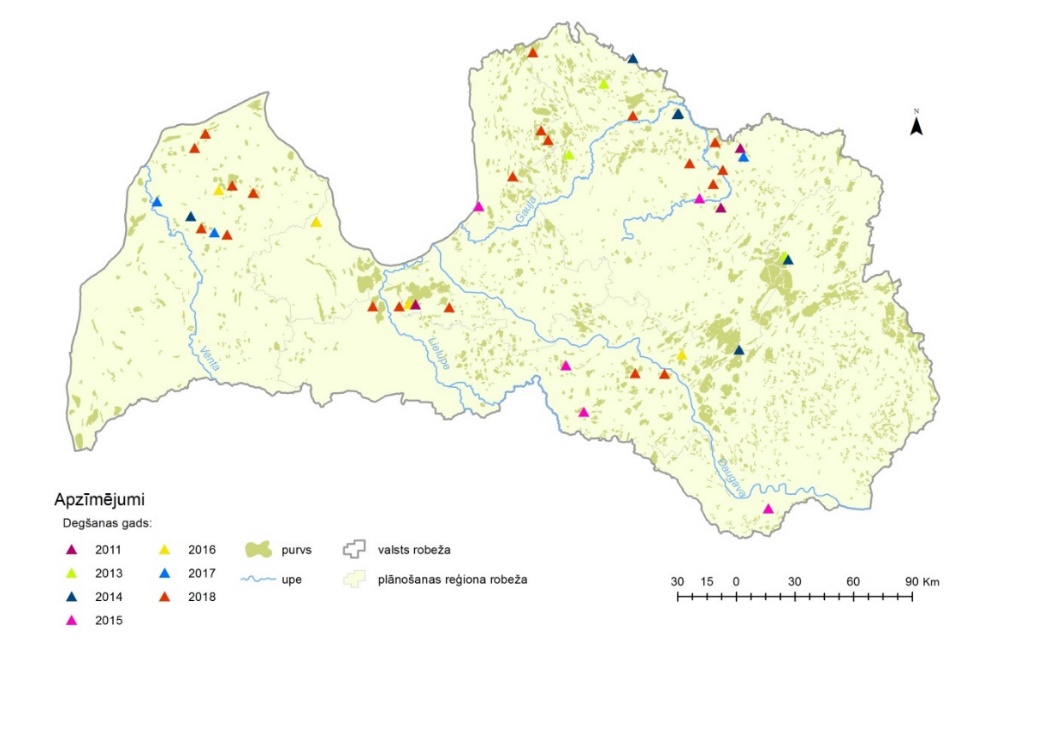 N
Gauja
Venta
Lielupe
Daugava
Apzīmējumi
Degšanas gads:
2011
2013
2014
2015
2016
2017
2018
purvs
upe
valsts robeža
plānošanas reģiona robeža
30 15 0 30 60 90 Km